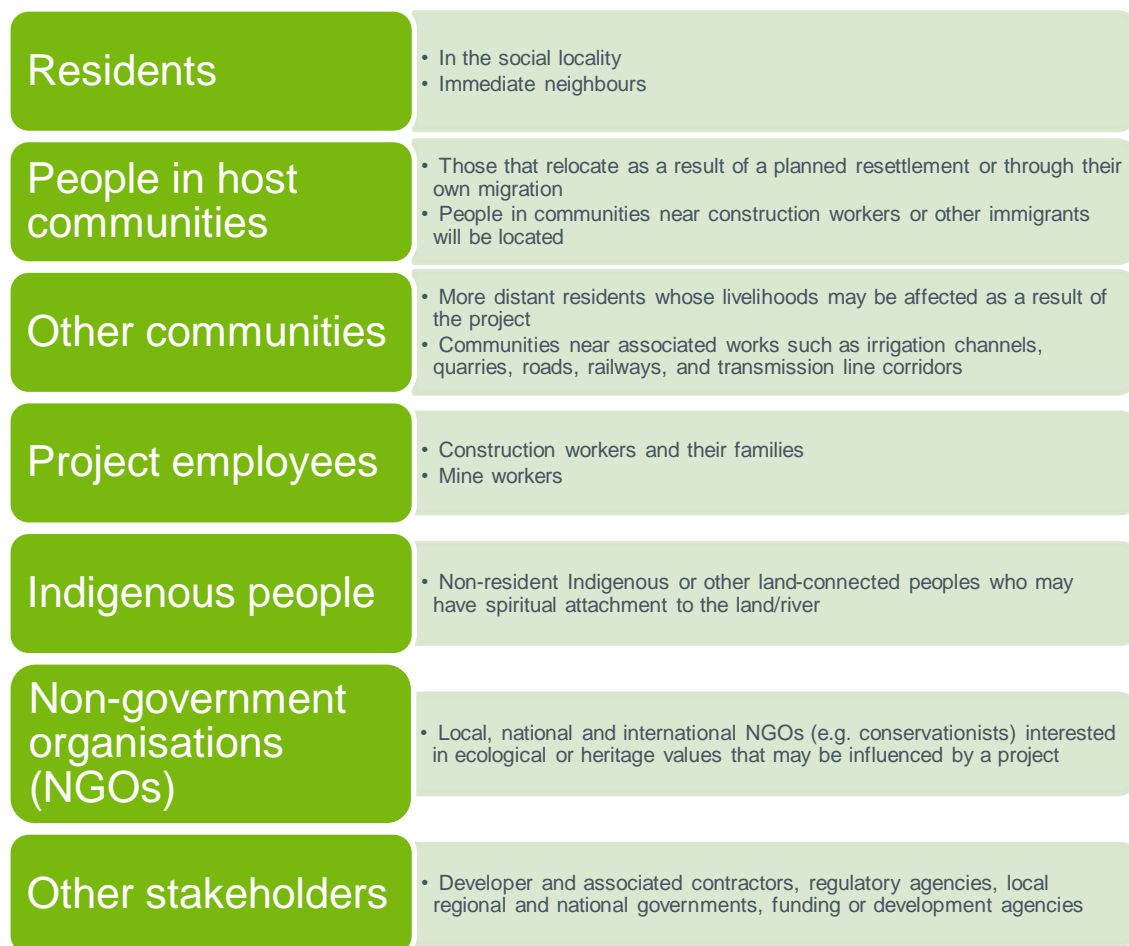 Residents
• In the social locality
• Immediate neighbours
People in host
communities
• Those that relocate as a result of a planned resettlement or through their
own migration
• People in communities near construction workers or other immigrants
will be located
Other communities
• More distant residents whose livelihoods may be affected as a result of
the project
• Communities near associated works such as irrigation channels,
quarries, roads, railways, and transmission line corridors
Project employees
• Construction workers and their families
• Mine workers
Indigenous people
• Non-resident Indigenous or other land-connected peoples who may
have spiritual attachment to the land/river
Non-government
organisations
(NGOs)
• Local, national and international NGOs (e.g. conservationists) interested
in ecological or heritage values that may be influenced by a project
Other stakeholders
• Developer and associated contractors, regulatory agencies, local
regional and national governments, funding or development agencies